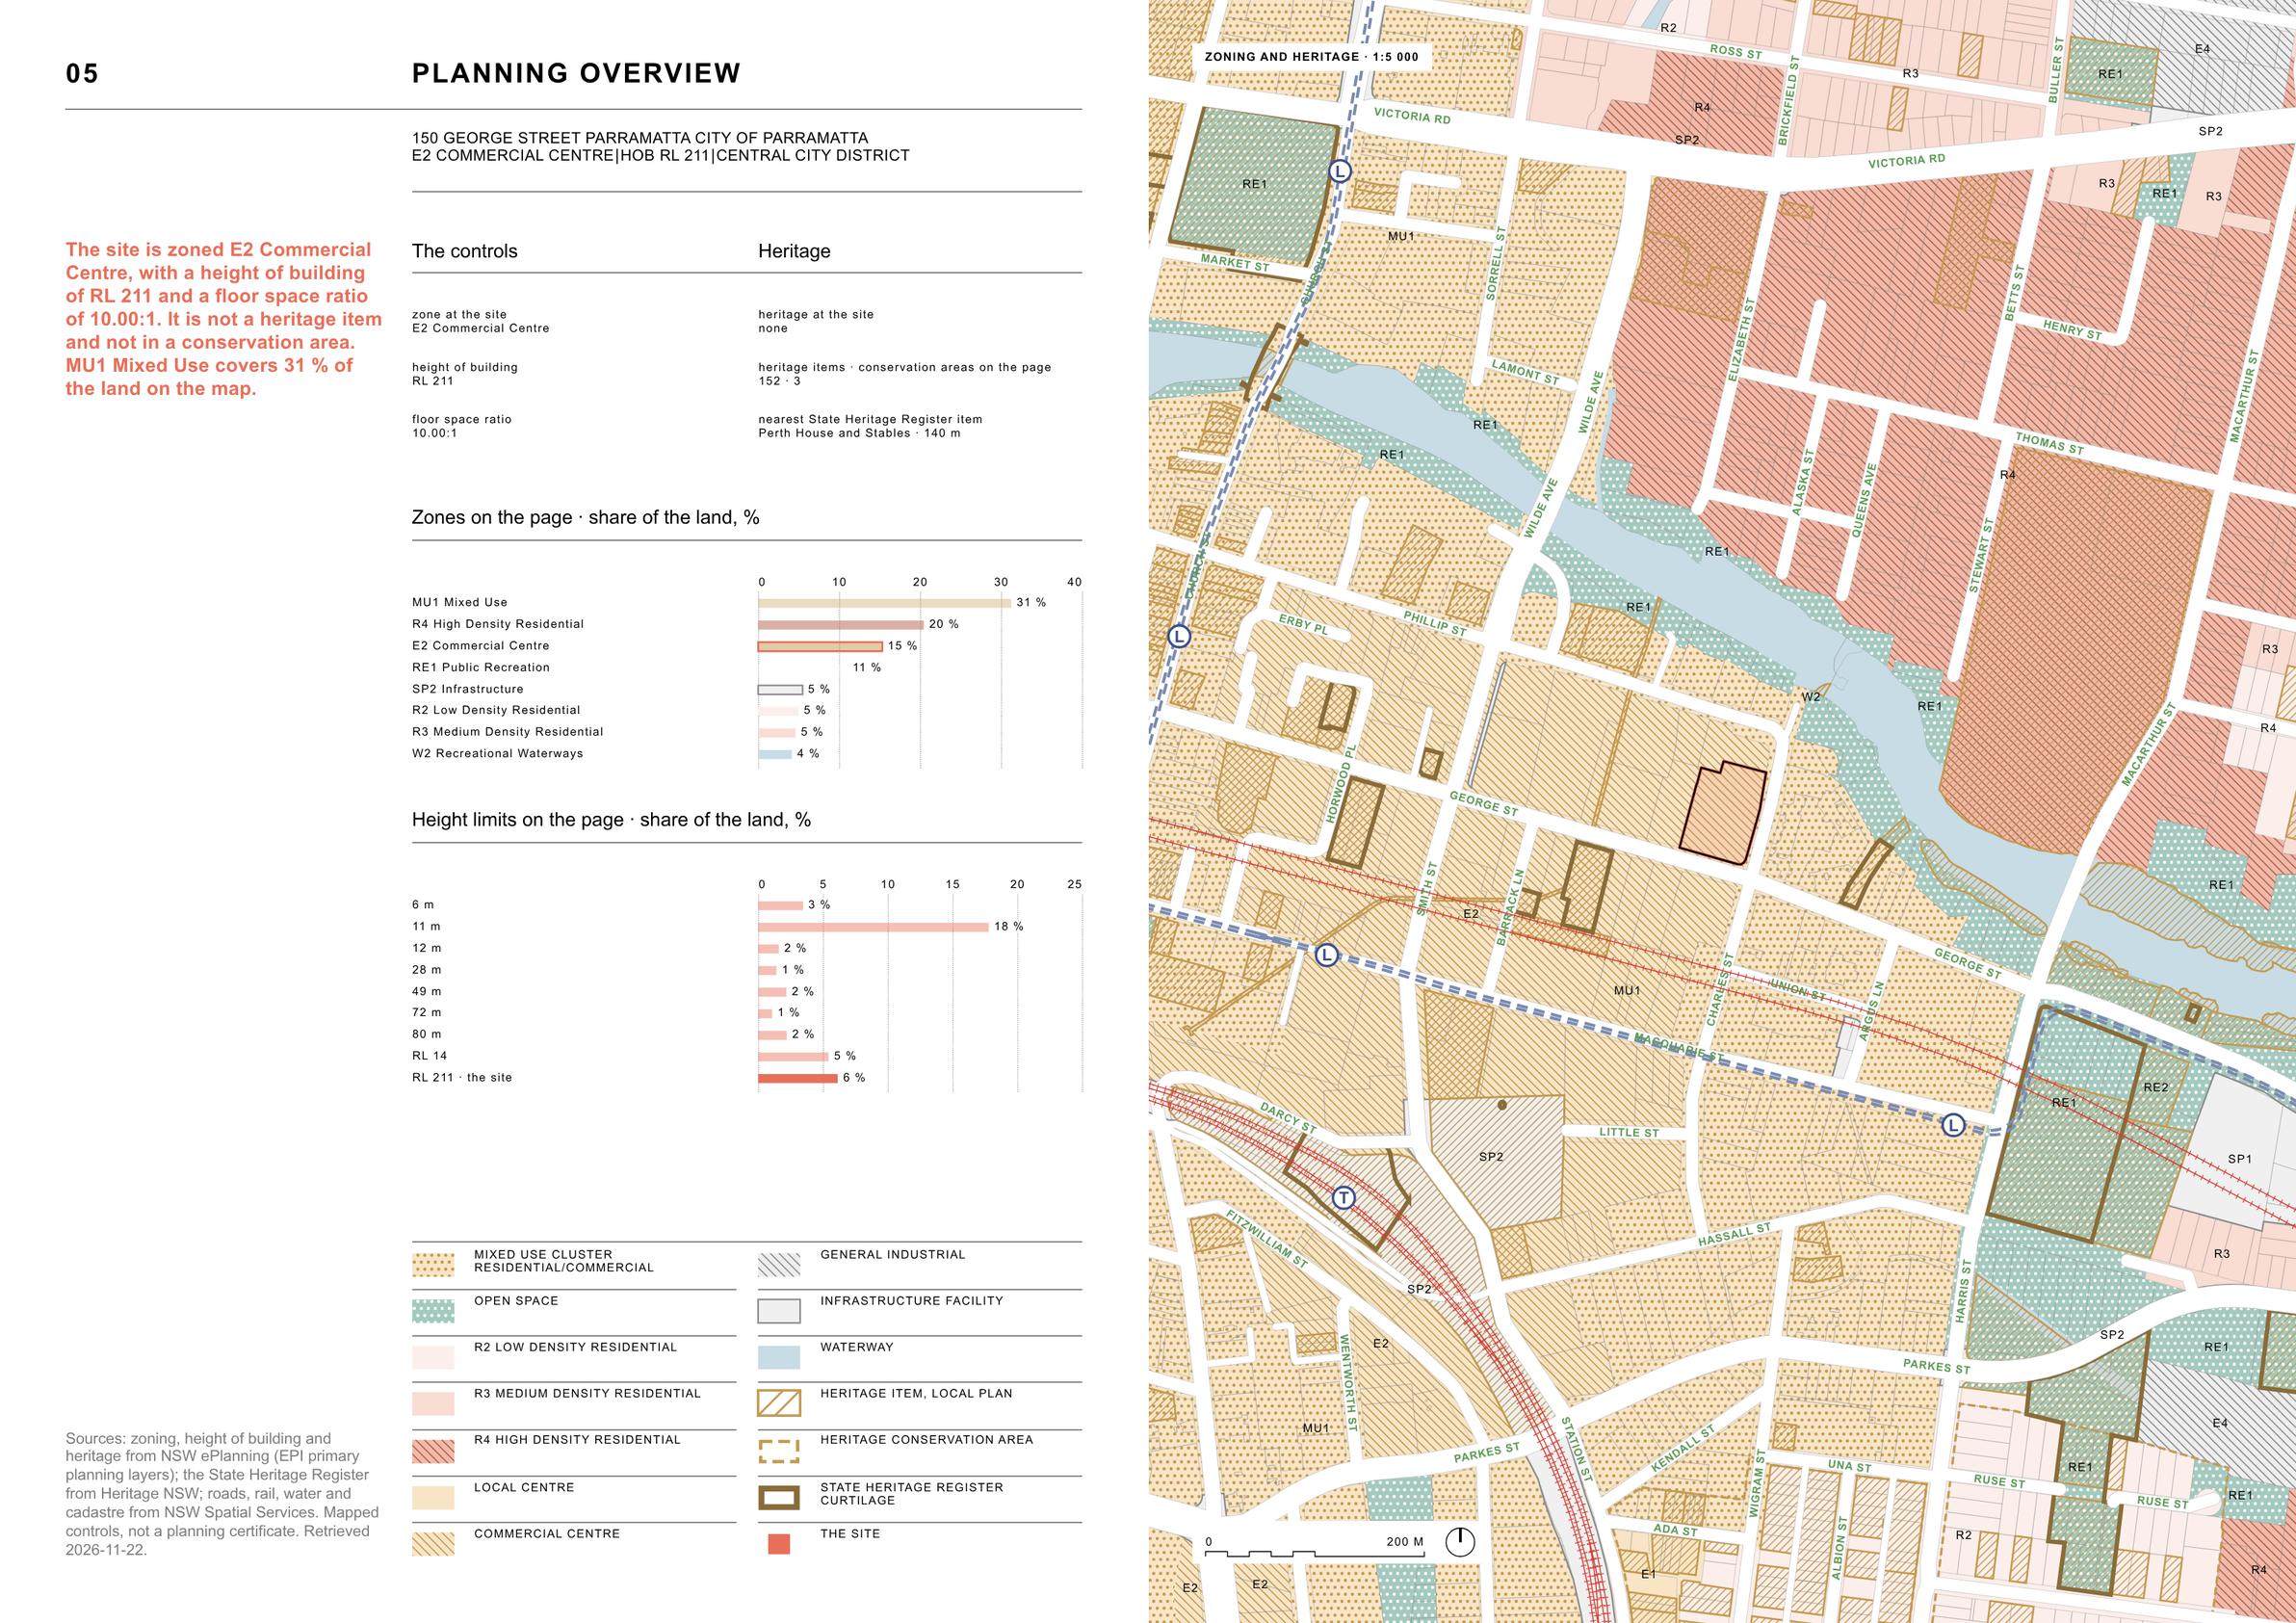 05
PLANNING OVERVIEW
150 GEORGE STREET PARRAMATTA CITY OF PARRAMATTA
E2 COMMERCIAL CENTRE|HOB RL 211|CENTRAL CITY DISTRICT
The site is zoned E2 Commercial
Centre, with a height of building
of RL 211 and a floor space ratio
of 10.00:1. It is not a heritage item
and not in a conservation area.
MU1 Mixed Use covers 31 % of
the land on the map.
The controls
zone at the site
E2 Commercial Centre
height of building
RL 211
floor space ratio
10.00:1
Heritage
heritage at the site
none
heritage items · conservation areas on the page
152 · 3
nearest State Heritage Register item
Perth House and Stables · 140 m
Zones on the page · share of the land, %
0 10 20 30 40
MU1 Mixed Use 31 %
R4 High Density Residential 20 %
E2 Commercial Centre 15 %
RE1 Public Recreation 11 %
SP2 Infrastructure 5 %
R2 Low Density Residential 5 %
R3 Medium Density Residential 5 %
W2 Recreational Waterways 4 %
Height limits on the page · share of the land, %
0 5 10 15 20 25
6 m 3 %
11 m 18 %
12 m 2 %
28 m 1 %
49 m 2 %
72 m 1 %
80 m 2 %
RL 14 5 %
RL 211 · the site 6 %
MIXED USE CLUSTER
RESIDENTIAL/COMMERCIAL
OPEN SPACE
R2 LOW DENSITY RESIDENTIAL
R3 MEDIUM DENSITY RESIDENTIAL
R4 HIGH DENSITY RESIDENTIAL
LOCAL CENTRE
COMMERCIAL CENTRE
GENERAL INDUSTRIAL
INFRASTRUCTURE FACILITY
WATERWAY
HERITAGE ITEM, LOCAL PLAN
HERITAGE CONSERVATION AREA
STATE HERITAGE REGISTER
CURTILAGE
THE SITE
Sources: zoning, height of building and
heritage from NSW ePlanning (EPI primary
planning layers); the State Heritage Register
from Heritage NSW; roads, rail, water and
cadastre from NSW Spatial Services. Mapped
controls, not a planning certificate. Retrieved
2026-11-22.
ZONING AND HERITAGE · 1:5 000
R2
ROSS ST
R3
BULLER ST
RE1
E4
BRICKFIELD ST
R4
VICTORIA RD
SP2
SP2
VICTORIA RD
L
RE1
R3
RE1
R3
MU1
SORRELL ST
MARKET ST
CHURCH ST
BETTS ST
HENRY ST
ELIZABETH ST
LAMONT ST
WILDE AVE
MACARTHUR ST
RE1
RE1
THOMAS ST
R4
ALASKA ST
QUEENS AVE
WILDE AVE
STEWART ST
RE1
CHURCH ST
RE1
ERBY PL
PHILLIP ST
L
R3
W2
RE1
R4
MACARTHUR ST
HORWOOD PL
GEORGE ST
SMITH ST
BARRACK LN
E2
RE1
L
GEORGE ST
MU1
CHARLES ST
UNION ST
ARGUS LN
MACQUARIE ST
RE2
RE1
DARCY ST
L
LITTLE ST
SP2
SP1
T
FITZWILLIAM ST
HASSALL ST
R3
SP2
HARRIS ST
E2
WENTWORTH ST
SP2
RE1
PARKES ST
MU1
STATION ST
E4
PARKES ST
KENDALL ST
WIGRAM ST
UNA ST
RE1
RUSE ST
RUSE ST
RE1
ADA ST
R2
ALBION ST
0 200 M
E1
R4
E2
E2